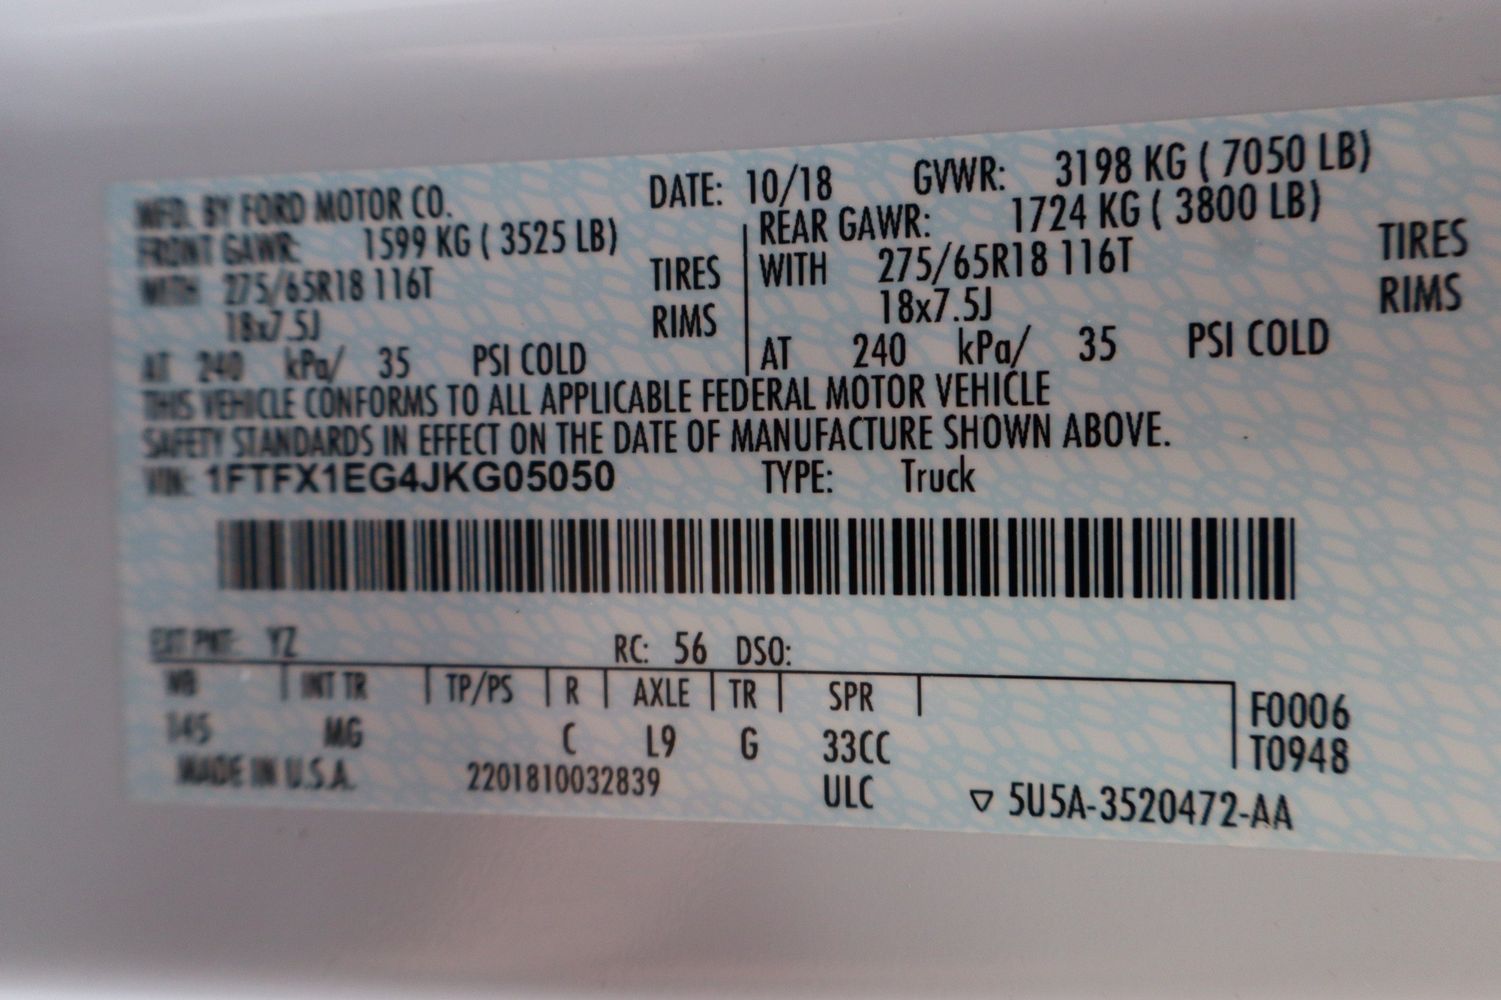 MFD. BY FORD MOTOR CO. DATE: 10/18 GVWR: 3198 KG ( 7050 LB)
FRONT GAWR: 1599 KG ( 3525 LB) REAR GAWR: 1724 KG ( 3800 LB)
WITH 275/65R18 116T TIRES WITH 275/65R18 116T TIRES
18x7.5J RIMS 18x7.5J RIMS
AT 240 kPa/ 35 PSI COLD AT 240 kPa/ 35 PSI COLD
THIS VEHICLE CONFORMS TO ALL APPLICABLE FEDERAL MOTOR VEHICLE
SAFETY STANDARDS IN EFFECT ON THE DATE OF MANUFACTURE SHOWN ABOVE.
VIN: 1FTFX1EG4JKG05050 TYPE: Truck
EXT PNT: YZ RC: 56 DSO:
WB INT TR TP/PS R AXLE TR SPR F0006
145 MG C L9 G 33CC T0948
MADE IN U.S.A. 2201810032839 ULC ▽ 5U5A-3520472-AA